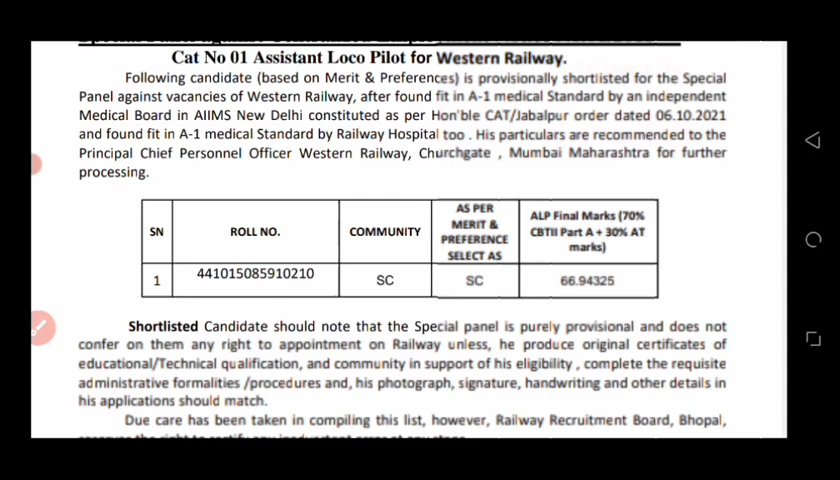 Cat No 01 Assistant Loco Pilot for Western Railway.
Following candidate (based on Merit & Preferences) is provisionally shortlisted for the Special
Panel against vacancies of Western Railway, after found fit in A-1 medical Standard by an independent
Medical Board in AIIMS New Delhi constituted as per Hon'ble CAT/Jabalpur order dated 06.10.2021
and found fit in A-1 medical Standard by Railway Hospital too . His particulars are recommended to the
Principal Chief Personnel Officer Western Railway, Churchgate , Mumbai Maharashtra for further
processing.
SN ROLL NO. COMMUNITY AS PER MERIT & PREFERENCE SELECT AS ALP Final Marks (70% CBTII Part A + 30% AT marks)
1 441015085910210 SC SC 66.94325
Shortlisted Candidate should note that the Special panel is purely provisional and does not
confer on them any right to appointment on Railway unless, he produce original certificates of
educational/Technical qualification, and community in support of his eligibility , complete the requisite
administrative formalities /procedures and, his photograph, signature, handwriting and other details in
his applications should match.
Due care has been taken in compiling this list, however, Railway Recruitment Board, Bhopal,